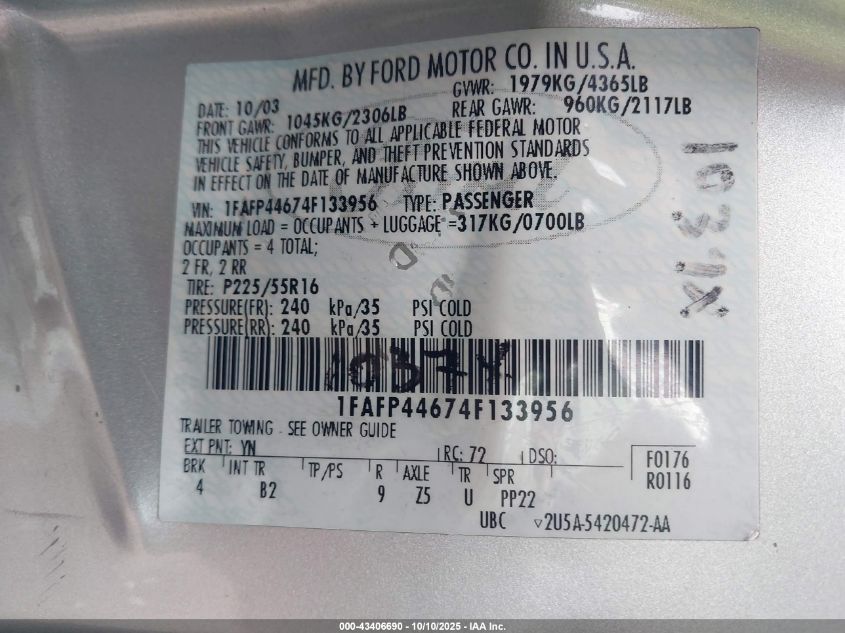 MFD. BY FORD MOTOR CO. IN U.S.A.
DATE: 10/03 GVWR: 1979KG/4365LB
FRONT GAWR: 1045KG/2306LB REAR GAWR: 960KG/2117LB
THIS VEHICLE CONFORMS TO ALL APPLICABLE FEDERAL MOTOR
VEHICLE SAFETY, BUMPER, AND THEFT PREVENTION STANDARDS
IN EFFECT ON THE DATE OF MANUFACTURE SHOWN ABOVE.
VIN: 1FAFP44674F133956 TYPE: PASSENGER
MAXIMUM LOAD = OCCUPANTS + LUGGAGE =317KG/0700LB
OCCUPANTS = 4 TOTAL;
2 FR, 2 RR
TIRE: P225/55R16
PRESSURE(FR): 240 kPa/35 PSI COLD
PRESSURE(RR): 240 kPa/35 PSI COLD
1FAFP44674F133956
TRAILER TOWING - SEE OWNER GUIDE
EXT PNT: YN RC: 72 DSO:
F0176
R0116
BRK INT TR TP/PS R AXLE TR SPR
4 B2 9 Z5 U PP22
UBC ▽2U5A-5420472-AA
000-43406690 - 10/10/2025 - IAA Inc.